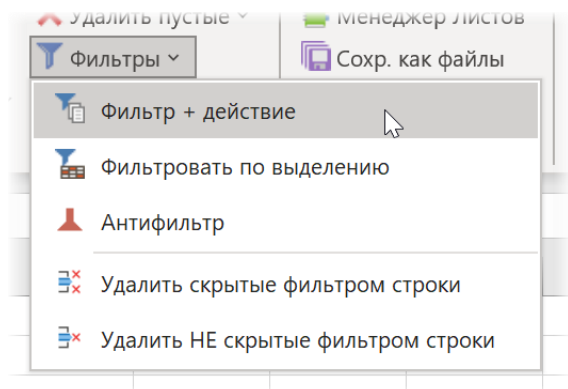 Удалить пустые
Менеджер Листов
Фильтры
Сохр. как файлы
Фильтр + действие
Фильтровать по выделению
Антифильтр
Удалить скрытые фильтром строки
Удалить НЕ скрытые фильтром строки